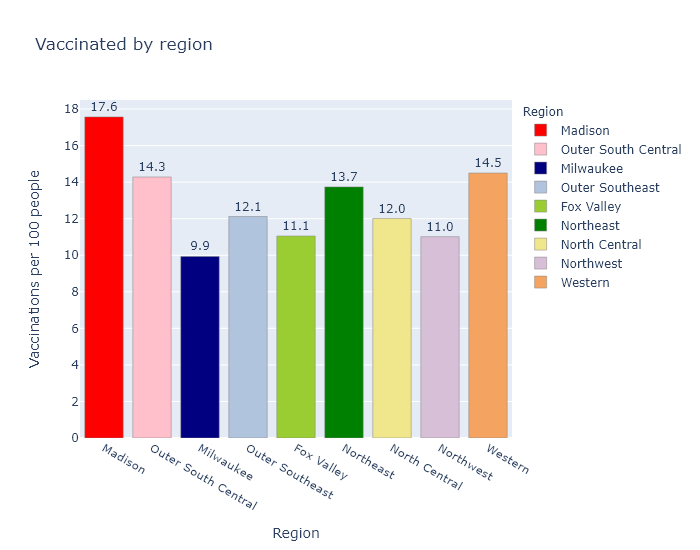 Vaccinated by region
Vaccinations per 100 people
18
16
14
12
10
8
6
4
2
0
17.6
14.3
9.9
12.1
11.1
13.7
12.0
11.0
14.5
Madison
Outer South Central
Milwaukee
Outer Southeast
Fox Valley
Northeast
North Central
Northwest
Western
Region
Region
Madison
Outer South Central
Milwaukee
Outer Southeast
Fox Valley
Northeast
North Central
Northwest
Western